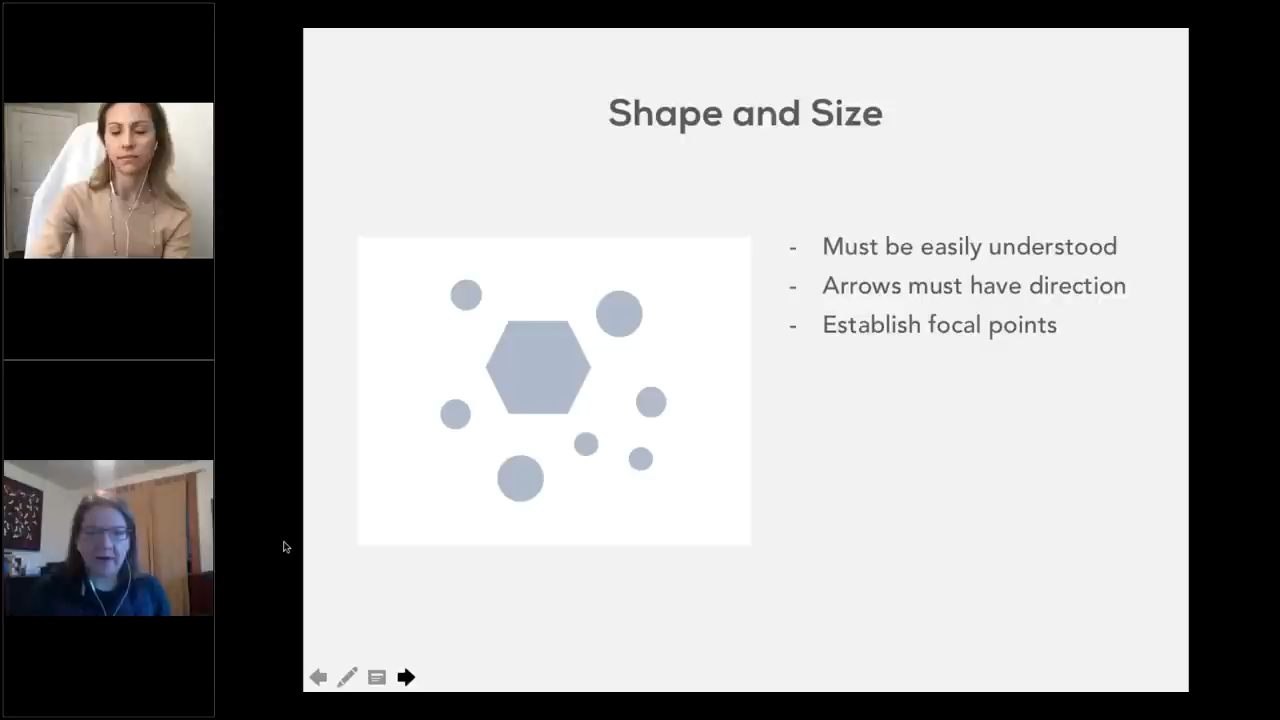 Shape and Size
- Must be easily understood
- Arrows must have direction
- Establish focal points